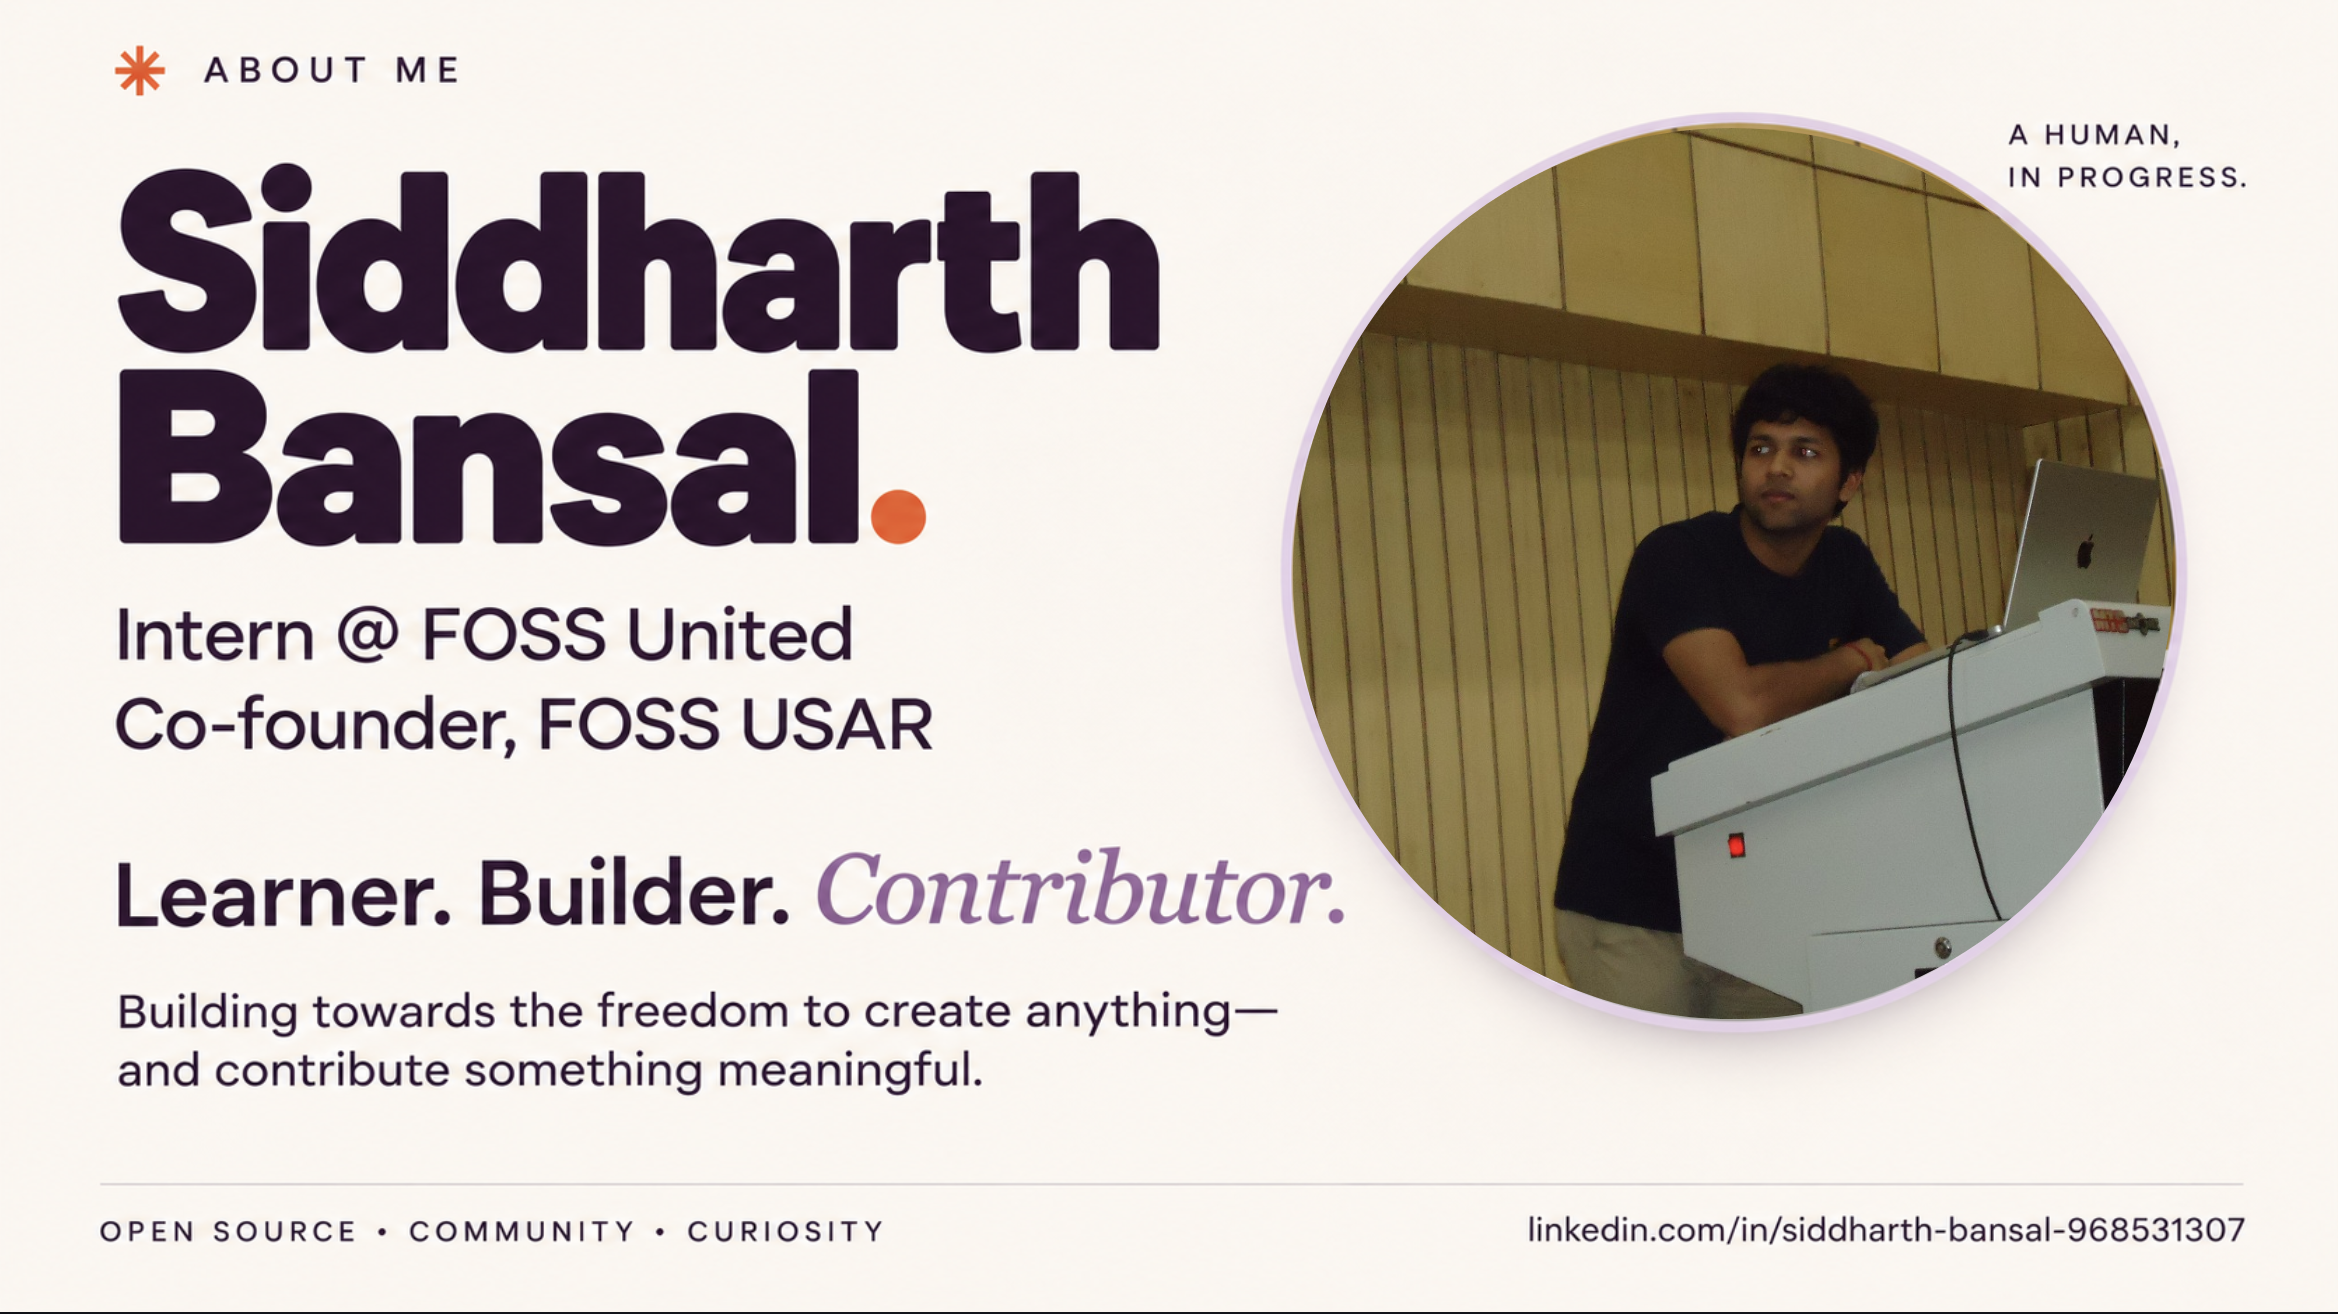 ABOUT ME
A HUMAN,
IN PROGRESS.
Siddharth
Bansal.
Intern @ FOSS United
Co-founder, FOSS USAR
Learner. Builder. Contributor.
Building towards the freedom to create anything—
and contribute something meaningful.
OPEN SOURCE • COMMUNITY • CURIOSITY
linkedin.com/in/siddharth-bansal-968531307